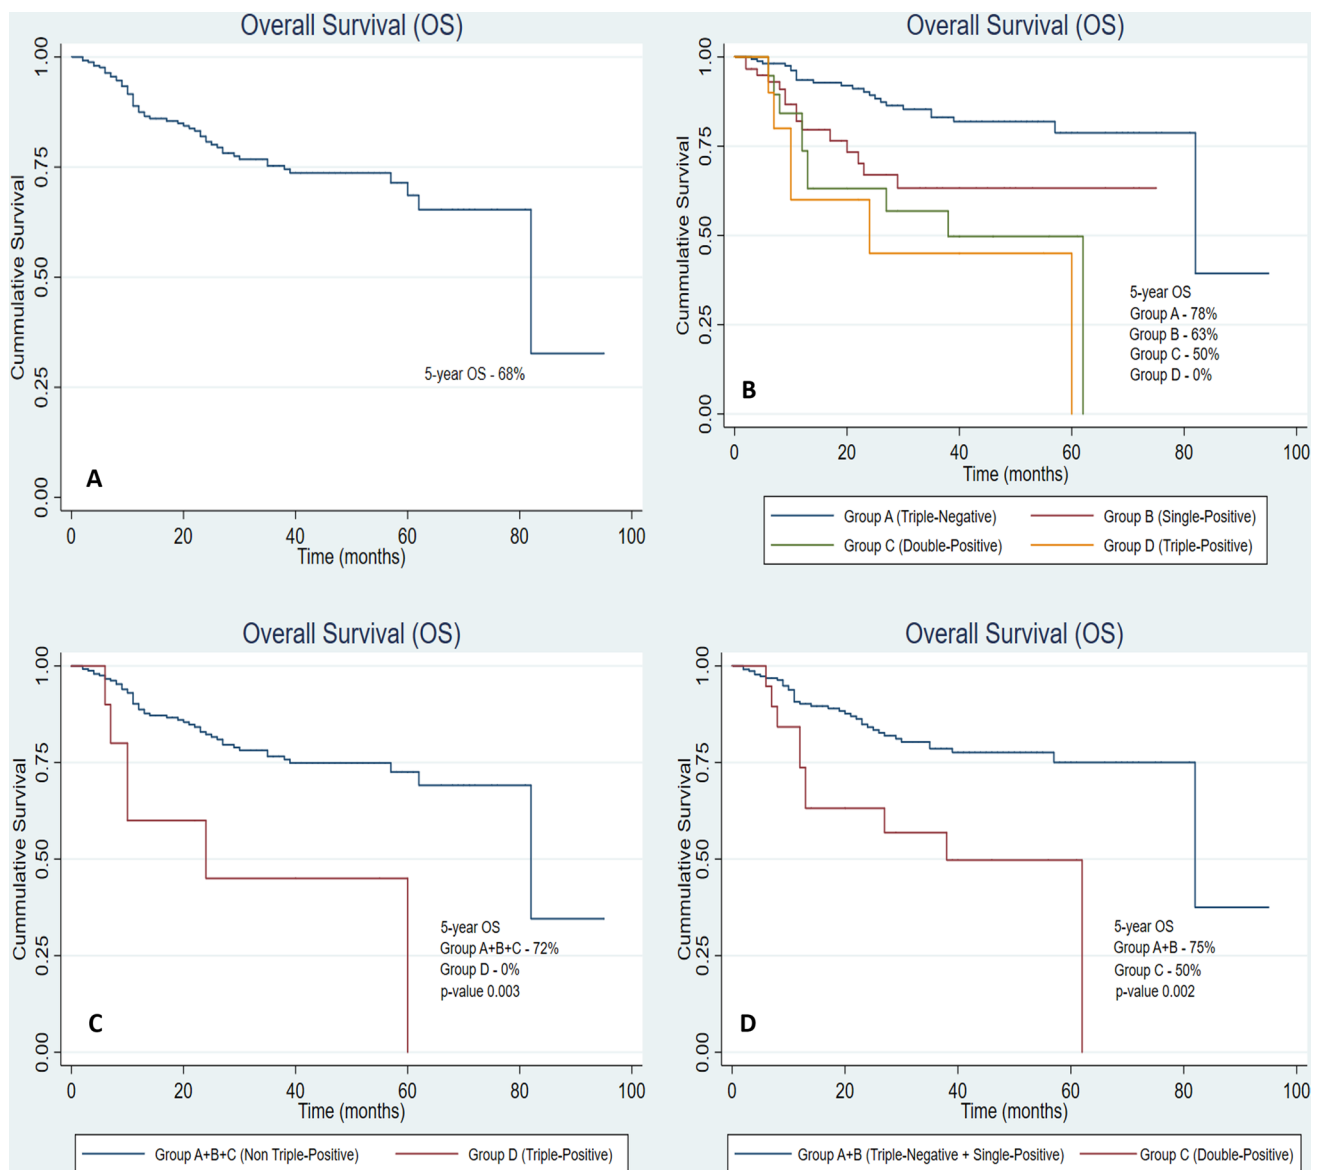 Overall Survival (OS)
Cummulative Survival
1.00
0.75
0.50
0.25
0.00
5-year OS - 68%
A
0 20 40 60 80 100
Time (months)
Overall Survival (OS)
Cummulative Survival
1.00
0.75
0.50
0.25
0.00
5-year OS
Group A - 78%
Group B - 63%
Group C - 50%
Group D - 0%
B
0 20 40 60 80 100
Time (months)
Group A (Triple-Negative) Group B (Single-Positive)
Group C (Double-Positive) Group D (Triple-Positive)
Overall Survival (OS)
Cummulative Survival
1.00
0.75
0.50
0.25
0.00
5-year OS
Group A+B+C - 72%
Group D - 0%
p-value 0.003
C
0 20 40 60 80 100
Time (months)
Group A+B+C (Non Triple-Positive) Group D (Triple-Positive)
Overall Survival (OS)
Cummulative Survival
1.00
0.75
0.50
0.25
0.00
5-year OS
Group A+B - 75%
Group C - 50%
p-value 0.002
D
0 20 40 60 80 100
Time (months)
Group A+B (Triple-Negative + Single-Positive) Group C (Double-Positive)